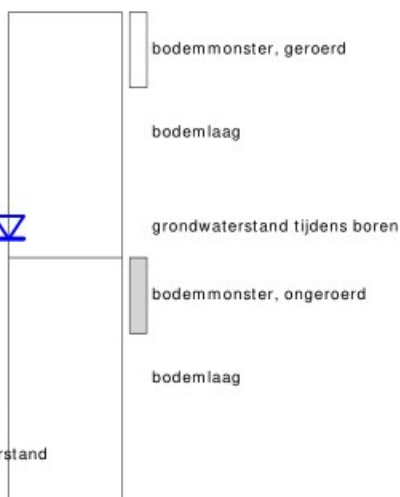 bodemmonster, geroerd
bodemlaag
grondwaterstand tijdens boren
bodemmonster, ongeroerd
bodemlaag